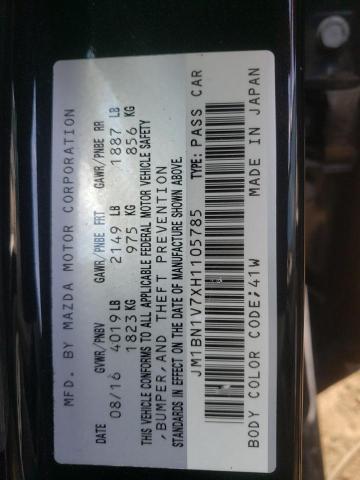 MFD. BY MAZDA MOTOR CORPORATION
DATE GVWR/PNBV GAWR/PNBE FRT GAWR/PNBE RR
08/16 4019 LB 2149 LB 1887 LB
1823 KG 975 KG 856 KG
THIS VEHICLE CONFORMS TO ALL APPLICABLE FEDERAL MOTOR VEHICLE SAFETY
,BUMPER,AND THEFT PREVENTION
STANDARDS IN EFFECT ON THE DATE OF MANUFACTURE SHOWN ABOVE.
JM1BN1V7XH1105785 TYPE: PASS CAR
BODY COLOR CODE;41W MADE IN JAPAN